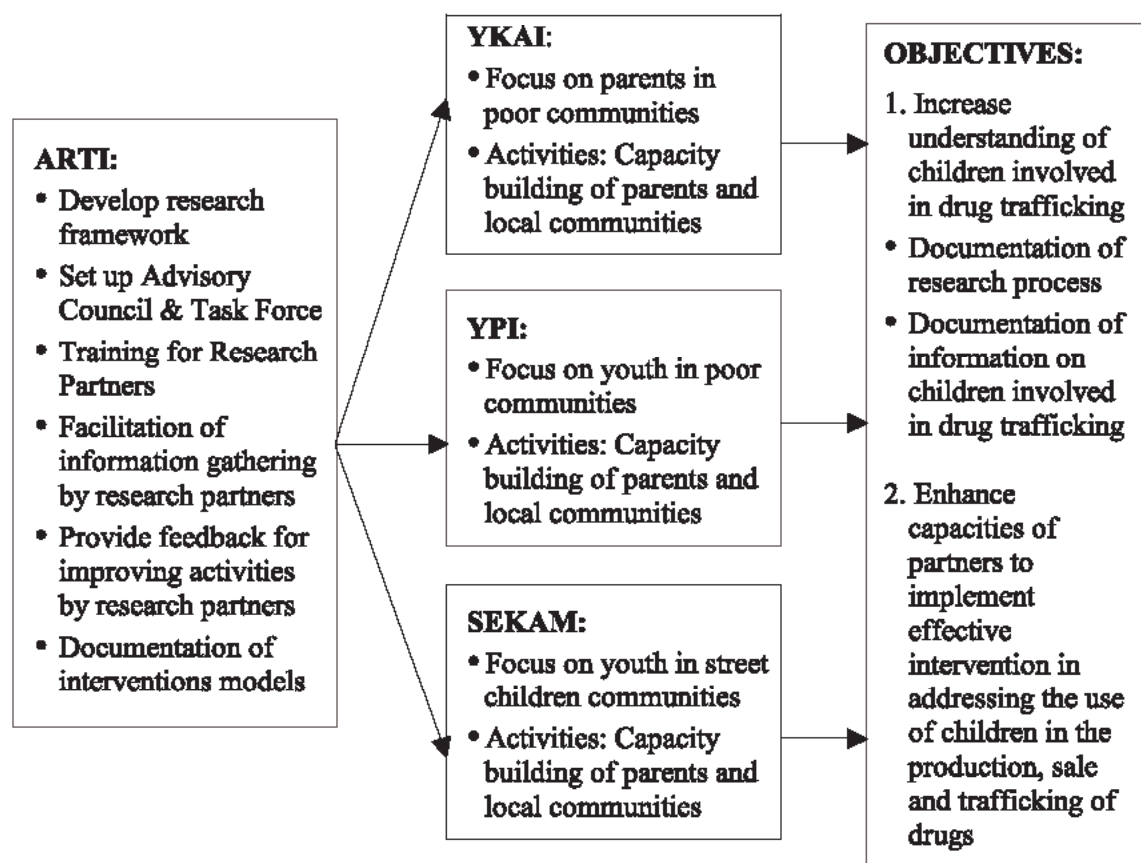 ARTI:
• Develop research
framework
• Set up Advisory
Council & Task Force
• Training for Research
Partners
• Facilitation of
information gathering
by research partners
• Provide feedback for
improving activities
by research partners
• Documentation of
interventions models
YKAI:
• Focus on parents in
poor communities
• Activities: Capacity
building of parents and
local communities
YPI:
• Focus on youth in poor
communities
• Activities: Capacity
building of parents and
local communities
SEKAM:
• Focus on youth in street
children communities
• Activities: Capacity
building of parents and
local communities
OBJECTIVES:
1. Increase
understanding of
children involved
in drug trafficking
• Documentation of
research process
• Documentation of
information on
children involved
in drug trafficking
2. Enhance
capacities of
partners to
implement
effective
intervention in
addressing the use
of children in the
production, sale
and trafficking of
drugs